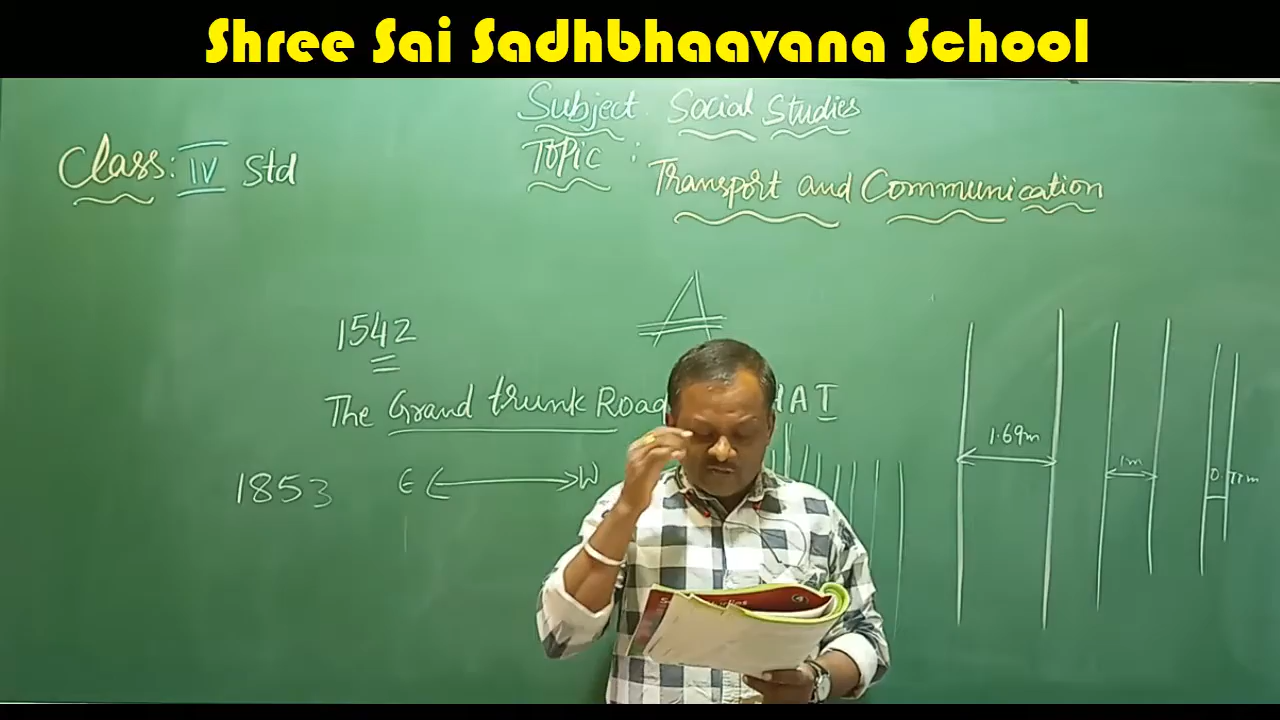 Shree Sai Sadhbhaavana School
Subject. Social Studies
Class: IV Std
Topic :
Transport and Communication
1542
The Grand trunk Road
1853
E W
1.69m
1m